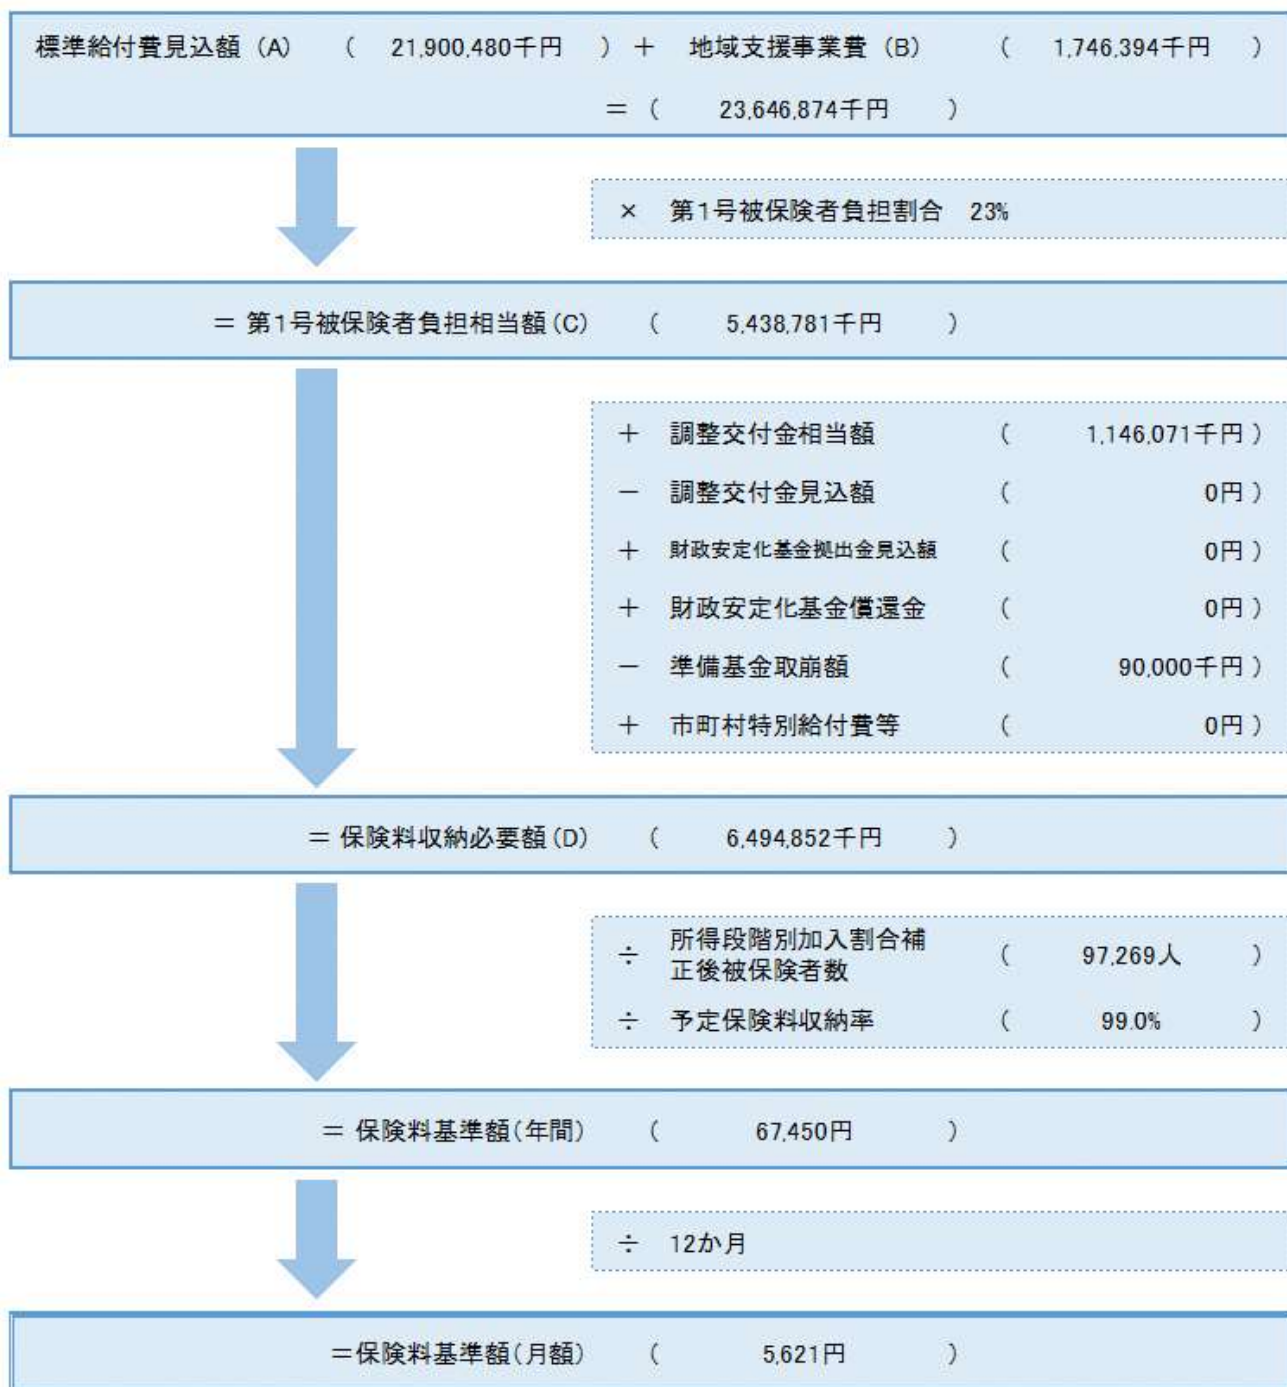 標準給付費見込額（A） （ 21,900,480千円 ） ＋ 地域支援事業費（B） （ 1,746,394千円 ）
＝（ 23,646,874千円 ）
× 第1号被保険者負担割合 23%
＝ 第1号被保険者負担相当額（C） （ 5,438,781千円 ）
＋ 調整交付金相当額 （ 1,146,071千円 ）
－ 調整交付金見込額 （ 0円 ）
＋ 財政安定化基金拠出金見込額 （ 0円 ）
＋ 財政安定化基金償還金 （ 0円 ）
－ 準備基金取崩額 （ 90,000千円 ）
＋ 市町村特別給付費等 （ 0円 ）
＝ 保険料収納必要額（D） （ 6,494,852千円 ）
÷ 所得段階別加入割合補
正後被保険者数 （ 97,269人 ）
÷ 予定保険料収納率 （ 99.0% ）
＝ 保険料基準額（年間） （ 67,450円 ）
÷ 12か月
＝保険料基準額（月額） （ 5,621円 ）